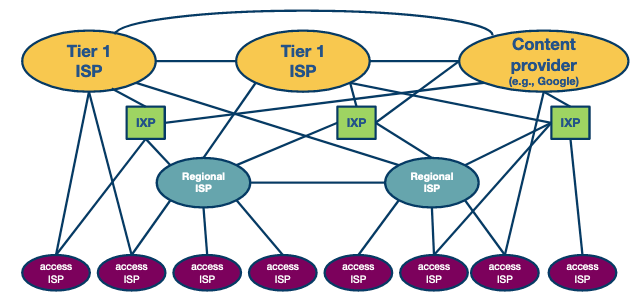 Tier 1
ISP
Tier 1
ISP
Content
provider
(e.g., Google)
IXP
IXP
IXP
Regional
ISP
Regional
ISP
access
ISP
access
ISP
access
ISP
access
ISP
access
ISP
access
ISP
access
ISP
access
ISP